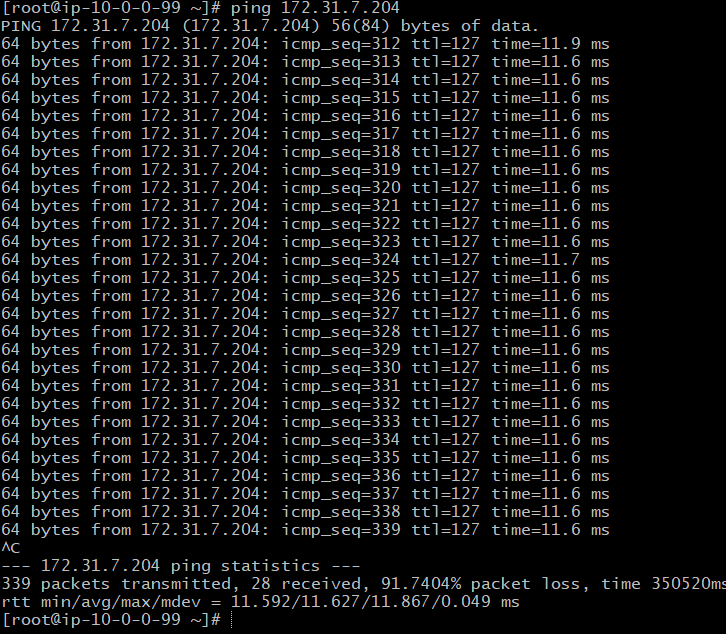 [root@ip-10-0-0-99 ~]# ping 172.31.7.204
PING 172.31.7.204 (172.31.7.204) 56(84) bytes of data.
64 bytes from 172.31.7.204: icmp_seq=312 ttl=127 time=11.9 ms
64 bytes from 172.31.7.204: icmp_seq=313 ttl=127 time=11.6 ms
64 bytes from 172.31.7.204: icmp_seq=314 ttl=127 time=11.6 ms
64 bytes from 172.31.7.204: icmp_seq=315 ttl=127 time=11.6 ms
64 bytes from 172.31.7.204: icmp_seq=316 ttl=127 time=11.6 ms
64 bytes from 172.31.7.204: icmp_seq=317 ttl=127 time=11.6 ms
64 bytes from 172.31.7.204: icmp_seq=318 ttl=127 time=11.6 ms
64 bytes from 172.31.7.204: icmp_seq=319 ttl=127 time=11.6 ms
64 bytes from 172.31.7.204: icmp_seq=320 ttl=127 time=11.6 ms
64 bytes from 172.31.7.204: icmp_seq=321 ttl=127 time=11.6 ms
64 bytes from 172.31.7.204: icmp_seq=322 ttl=127 time=11.6 ms
64 bytes from 172.31.7.204: icmp_seq=323 ttl=127 time=11.6 ms
64 bytes from 172.31.7.204: icmp_seq=324 ttl=127 time=11.7 ms
64 bytes from 172.31.7.204: icmp_seq=325 ttl=127 time=11.6 ms
64 bytes from 172.31.7.204: icmp_seq=326 ttl=127 time=11.6 ms
64 bytes from 172.31.7.204: icmp_seq=327 ttl=127 time=11.6 ms
64 bytes from 172.31.7.204: icmp_seq=328 ttl=127 time=11.6 ms
64 bytes from 172.31.7.204: icmp_seq=329 ttl=127 time=11.6 ms
64 bytes from 172.31.7.204: icmp_seq=330 ttl=127 time=11.6 ms
64 bytes from 172.31.7.204: icmp_seq=331 ttl=127 time=11.6 ms
64 bytes from 172.31.7.204: icmp_seq=332 ttl=127 time=11.6 ms
64 bytes from 172.31.7.204: icmp_seq=333 ttl=127 time=11.6 ms
64 bytes from 172.31.7.204: icmp_seq=334 ttl=127 time=11.6 ms
64 bytes from 172.31.7.204: icmp_seq=335 ttl=127 time=11.6 ms
64 bytes from 172.31.7.204: icmp_seq=336 ttl=127 time=11.6 ms
64 bytes from 172.31.7.204: icmp_seq=337 ttl=127 time=11.6 ms
64 bytes from 172.31.7.204: icmp_seq=338 ttl=127 time=11.6 ms
64 bytes from 172.31.7.204: icmp_seq=339 ttl=127 time=11.6 ms
^C
--- 172.31.7.204 ping statistics ---
339 packets transmitted, 28 received, 91.7404% packet loss, time 350520ms
rtt min/avg/max/mdev = 11.592/11.627/11.867/0.049 ms
[root@ip-10-0-0-99 ~]#